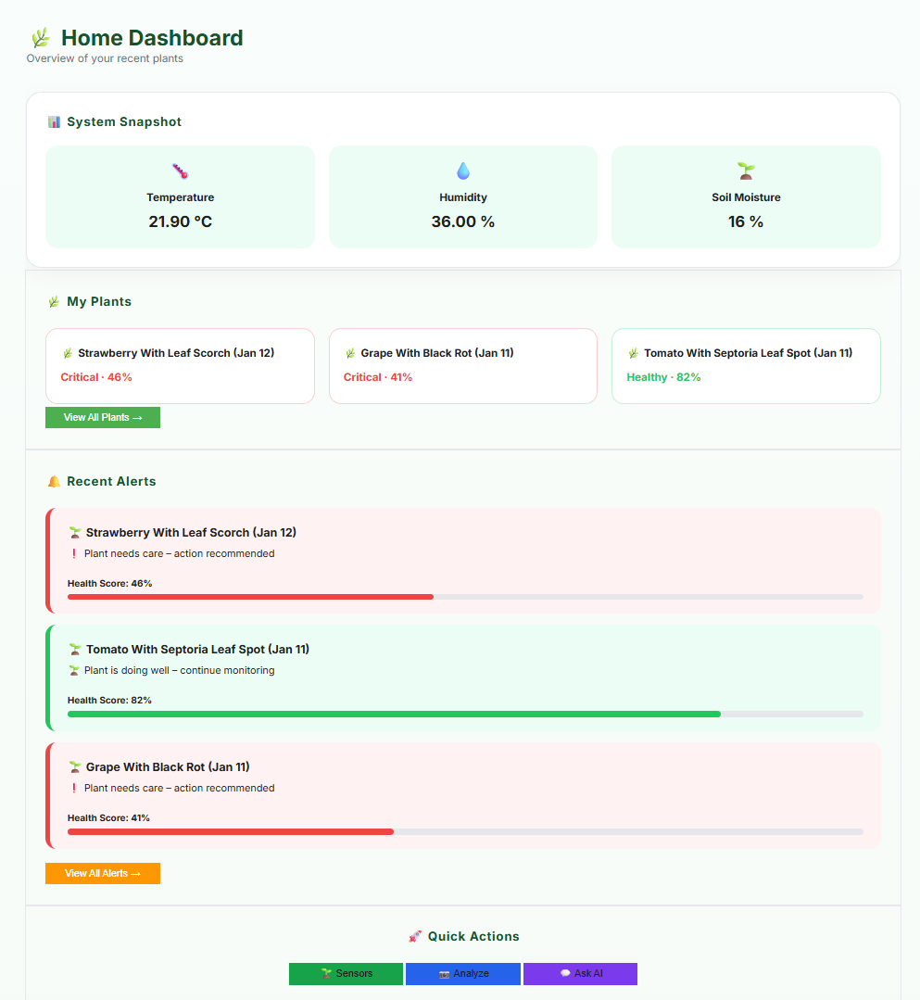 Home Dashboard
Overview of your recent plants
System Snapshot
Temperature
21.90 °C
Humidity
36.00 %
Soil Moisture
16 %
My Plants
Strawberry With Leaf Scorch (Jan 12)
Critical · 46%
Grape With Black Rot (Jan 11)
Critical · 41%
Tomato With Septoria Leaf Spot (Jan 11)
Healthy · 82%
View All Plants →
Recent Alerts
Strawberry With Leaf Scorch (Jan 12)
Plant needs care – action recommended
Health Score: 46%
Tomato With Septoria Leaf Spot (Jan 11)
Plant is doing well – continue monitoring
Health Score: 82%
Grape With Black Rot (Jan 11)
Plant needs care – action recommended
Health Score: 41%
View All Alerts →
Quick Actions
Sensors
Analyze
Ask AI